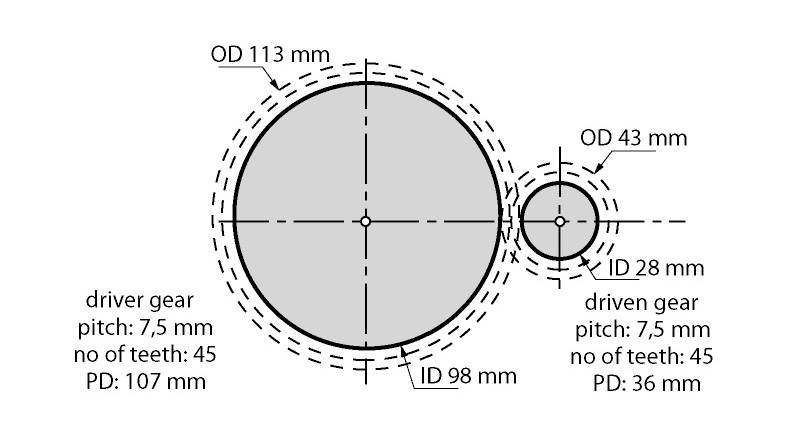 OD 113 mm
OD 43 mm
ID 28 mm
driver gear
pitch: 7,5 mm
no of teeth: 45
PD: 107 mm
driven gear
pitch: 7,5 mm
no of teeth: 45
PD: 36 mm
ID 98 mm